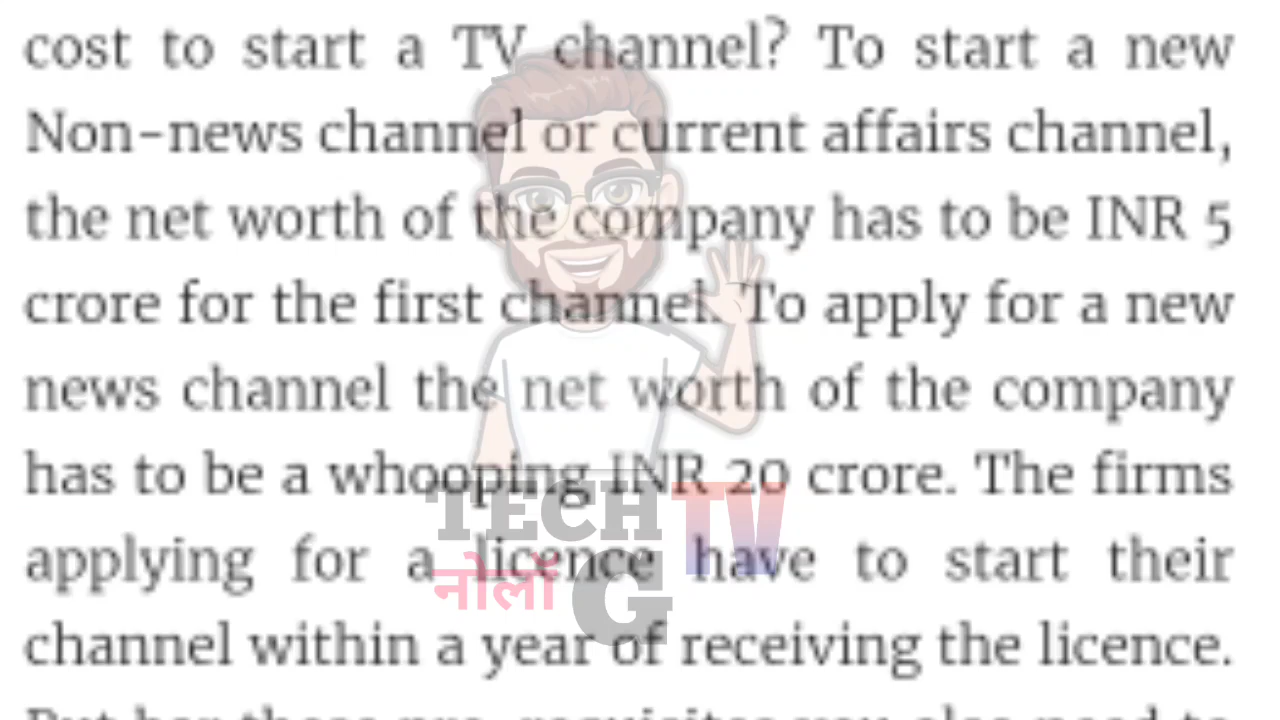 cost to start a TV channel? To start a new
Non-news channel or current affairs channel,
the net worth of the company has to be INR 5
crore for the first channel. To apply for a new
news channel the net worth of the company
has to be a whooping INR 20 crore. The firms
applying for a licence have to start their
channel within a year of receiving the licence.
TECH TV
नोलॉ G